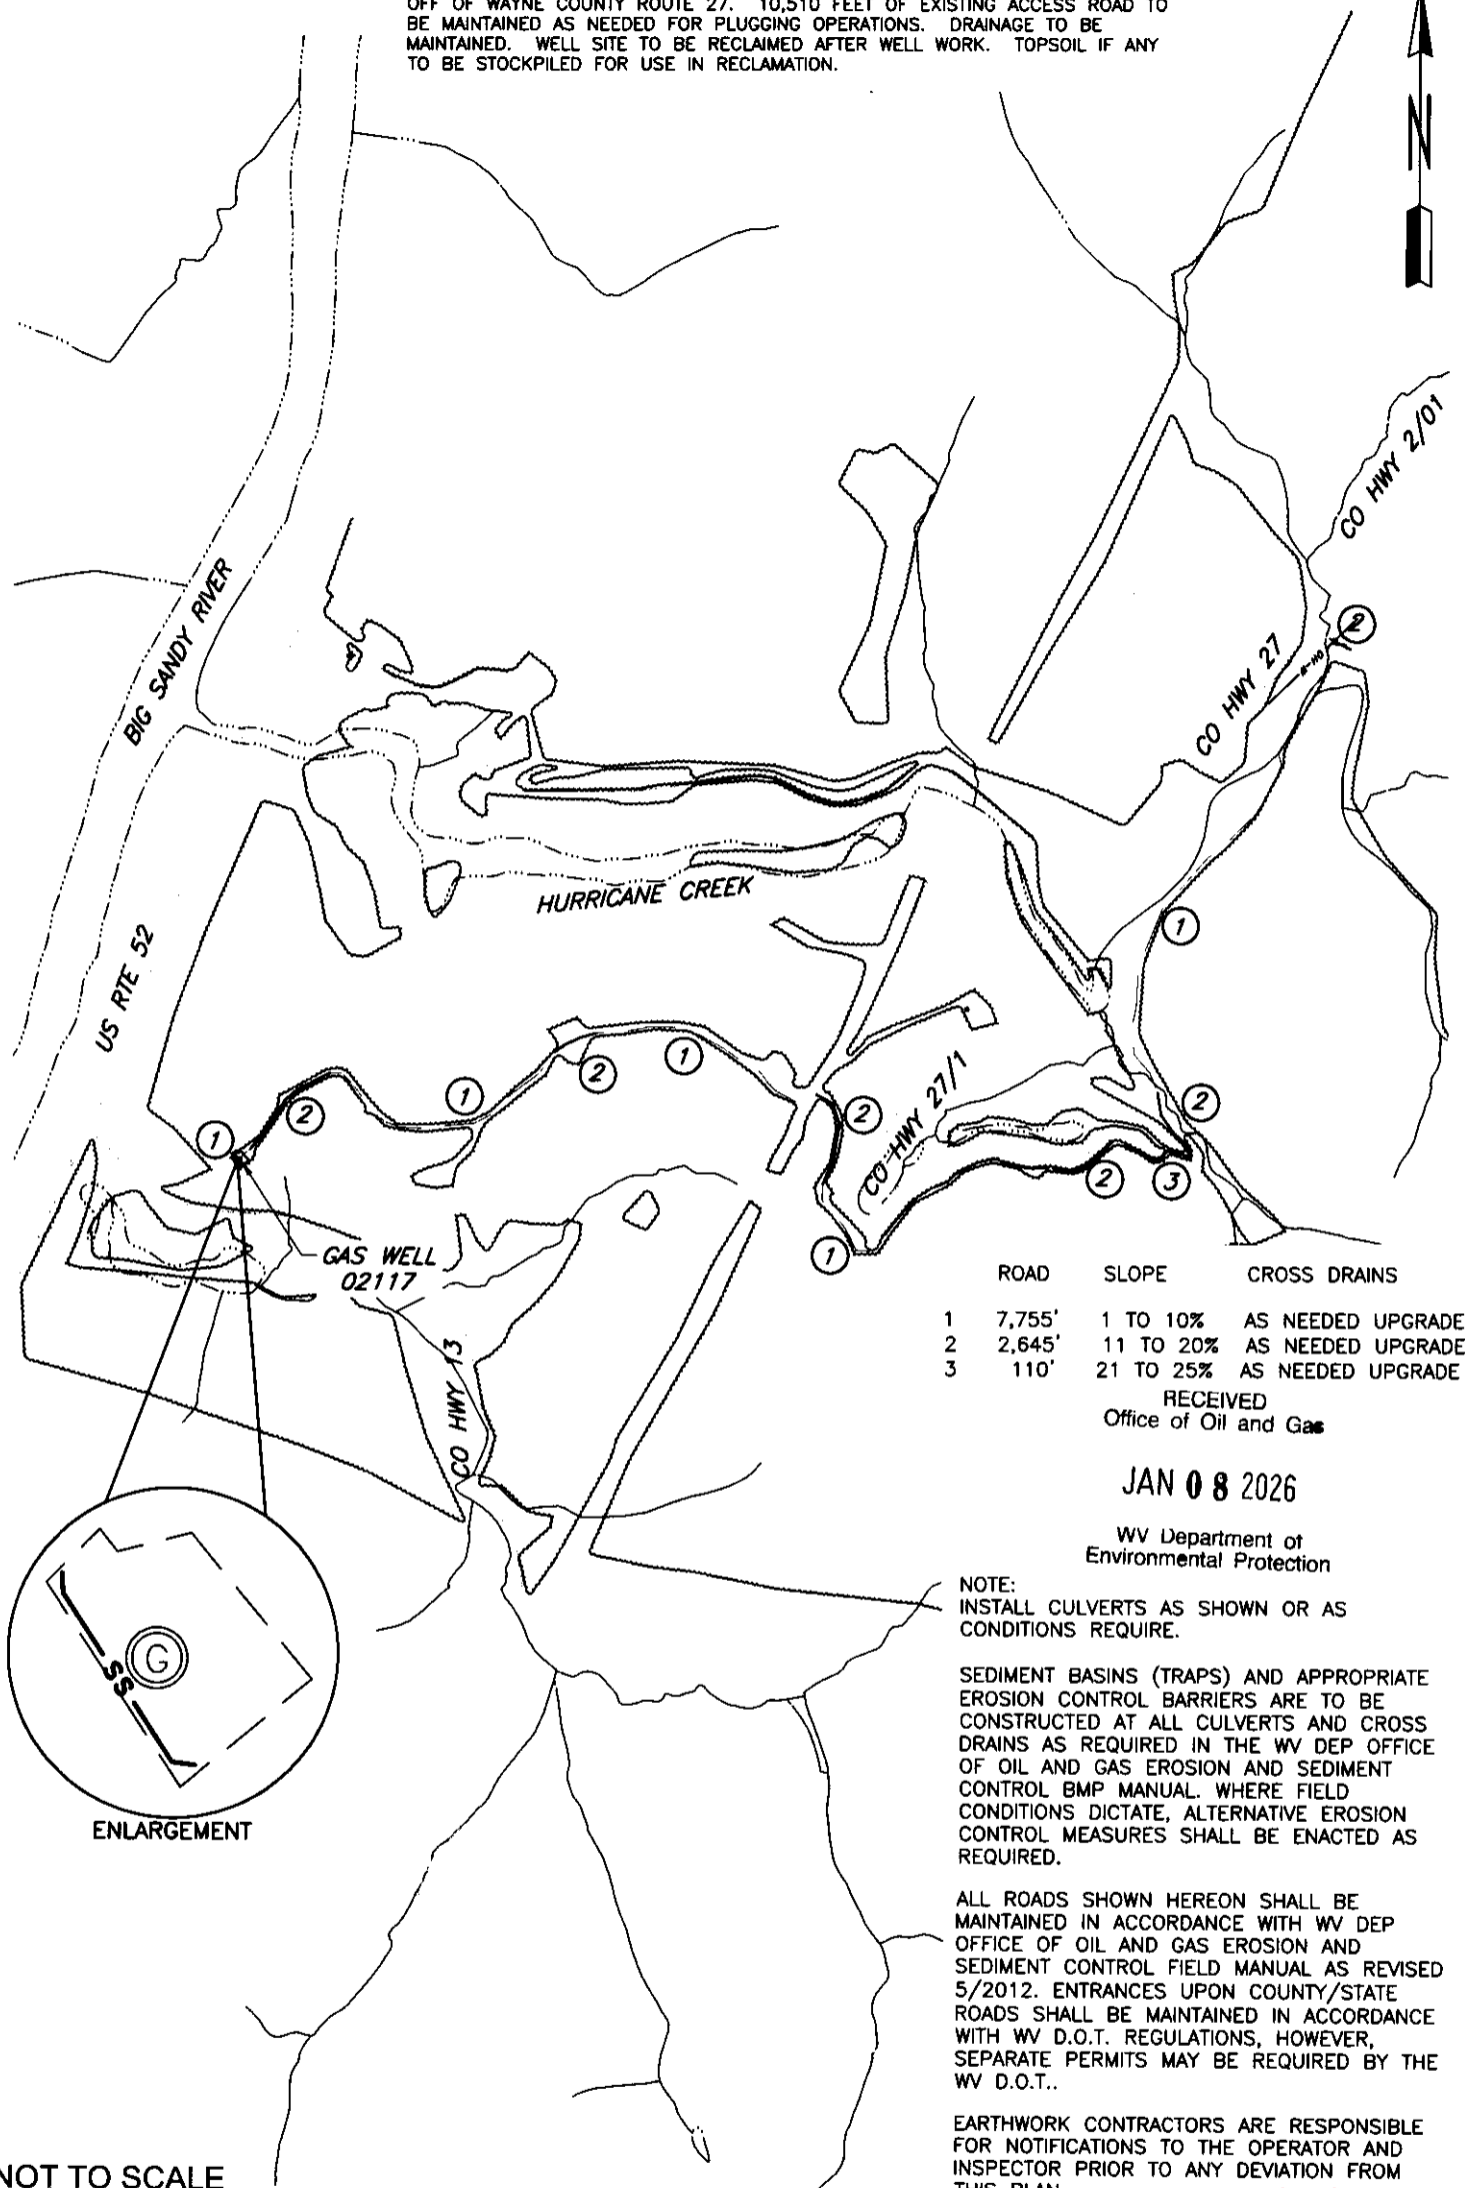 OFF OF WAYNE COUNTY ROUTE 27. 10,510 FEET OF EXISTING ACCESS ROAD TO
BE MAINTAINED AS NEEDED FOR PLUGGING OPERATIONS. DRAINAGE TO BE
MAINTAINED. WELL SITE TO BE RECLAIMED AFTER WELL WORK. TOPSOIL IF ANY
TO BE STOCKPILED FOR USE IN RECLAMATION.
N
CO HWY 2/01
BIG SANDY RIVER
2
CO HWY 27
HURRICANE CREEK
1
US RTE 52
1
2
1
2
1
2
CO HWY 27/1
2
2
3
1
GAS WELL
02117
CO HWY 13
ROAD SLOPE CROSS DRAINS
1 7,755' 1 TO 10% AS NEEDED UPGRADE
2 2,645' 11 TO 20% AS NEEDED UPGRADE
3 110' 21 TO 25% AS NEEDED UPGRADE
RECEIVED
Office of Oil and Gas
JAN 08 2026
WV Department of
Environmental Protection
G
SS
ENLARGEMENT
NOTE:
INSTALL CULVERTS AS SHOWN OR AS
CONDITIONS REQUIRE.
SEDIMENT BASINS (TRAPS) AND APPROPRIATE
EROSION CONTROL BARRIERS ARE TO BE
CONSTRUCTED AT ALL CULVERTS AND CROSS
DRAINS AS REQUIRED IN THE WV DEP OFFICE
OF OIL AND GAS EROSION AND SEDIMENT
CONTROL BMP MANUAL. WHERE FIELD
CONDITIONS DICTATE, ALTERNATIVE EROSION
CONTROL MEASURES SHALL BE ENACTED AS
REQUIRED.
ALL ROADS SHOWN HEREON SHALL BE
MAINTAINED IN ACCORDANCE WITH WV DEP
OFFICE OF OIL AND GAS EROSION AND
SEDIMENT CONTROL FIELD MANUAL AS REVISED
5/2012. ENTRANCES UPON COUNTY/STATE
ROADS SHALL BE MAINTAINED IN ACCORDANCE
WITH WV D.O.T. REGULATIONS, HOWEVER,
SEPARATE PERMITS MAY BE REQUIRED BY THE
WV D.O.T..
EARTHWORK CONTRACTORS ARE RESPONSIBLE
FOR NOTIFICATIONS TO THE OPERATOR AND
INSPECTOR PRIOR TO ANY DEVIATION FROM
THIS PLAN
NOT TO SCALE